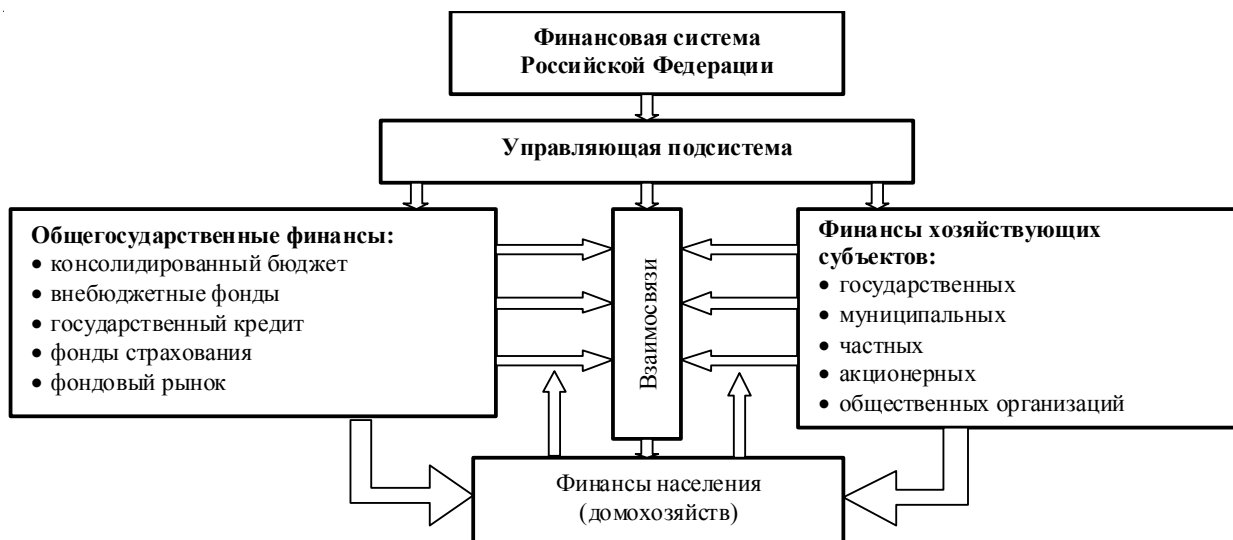 Финансовая система
Российской Федерации
Управляющая подсистема
Общегосударственные финансы:
• консолидированный бюджет
• внебюджетные фонды
• государственный кредит
• фонды страхования
• фондовый рынок
Взаимосвязи
Финансы хозяйствующих
субъектов:
• государственных
• муниципальных
• частных
• акционерных
• общественных организаций
Финансы населения
(домохозяйств)